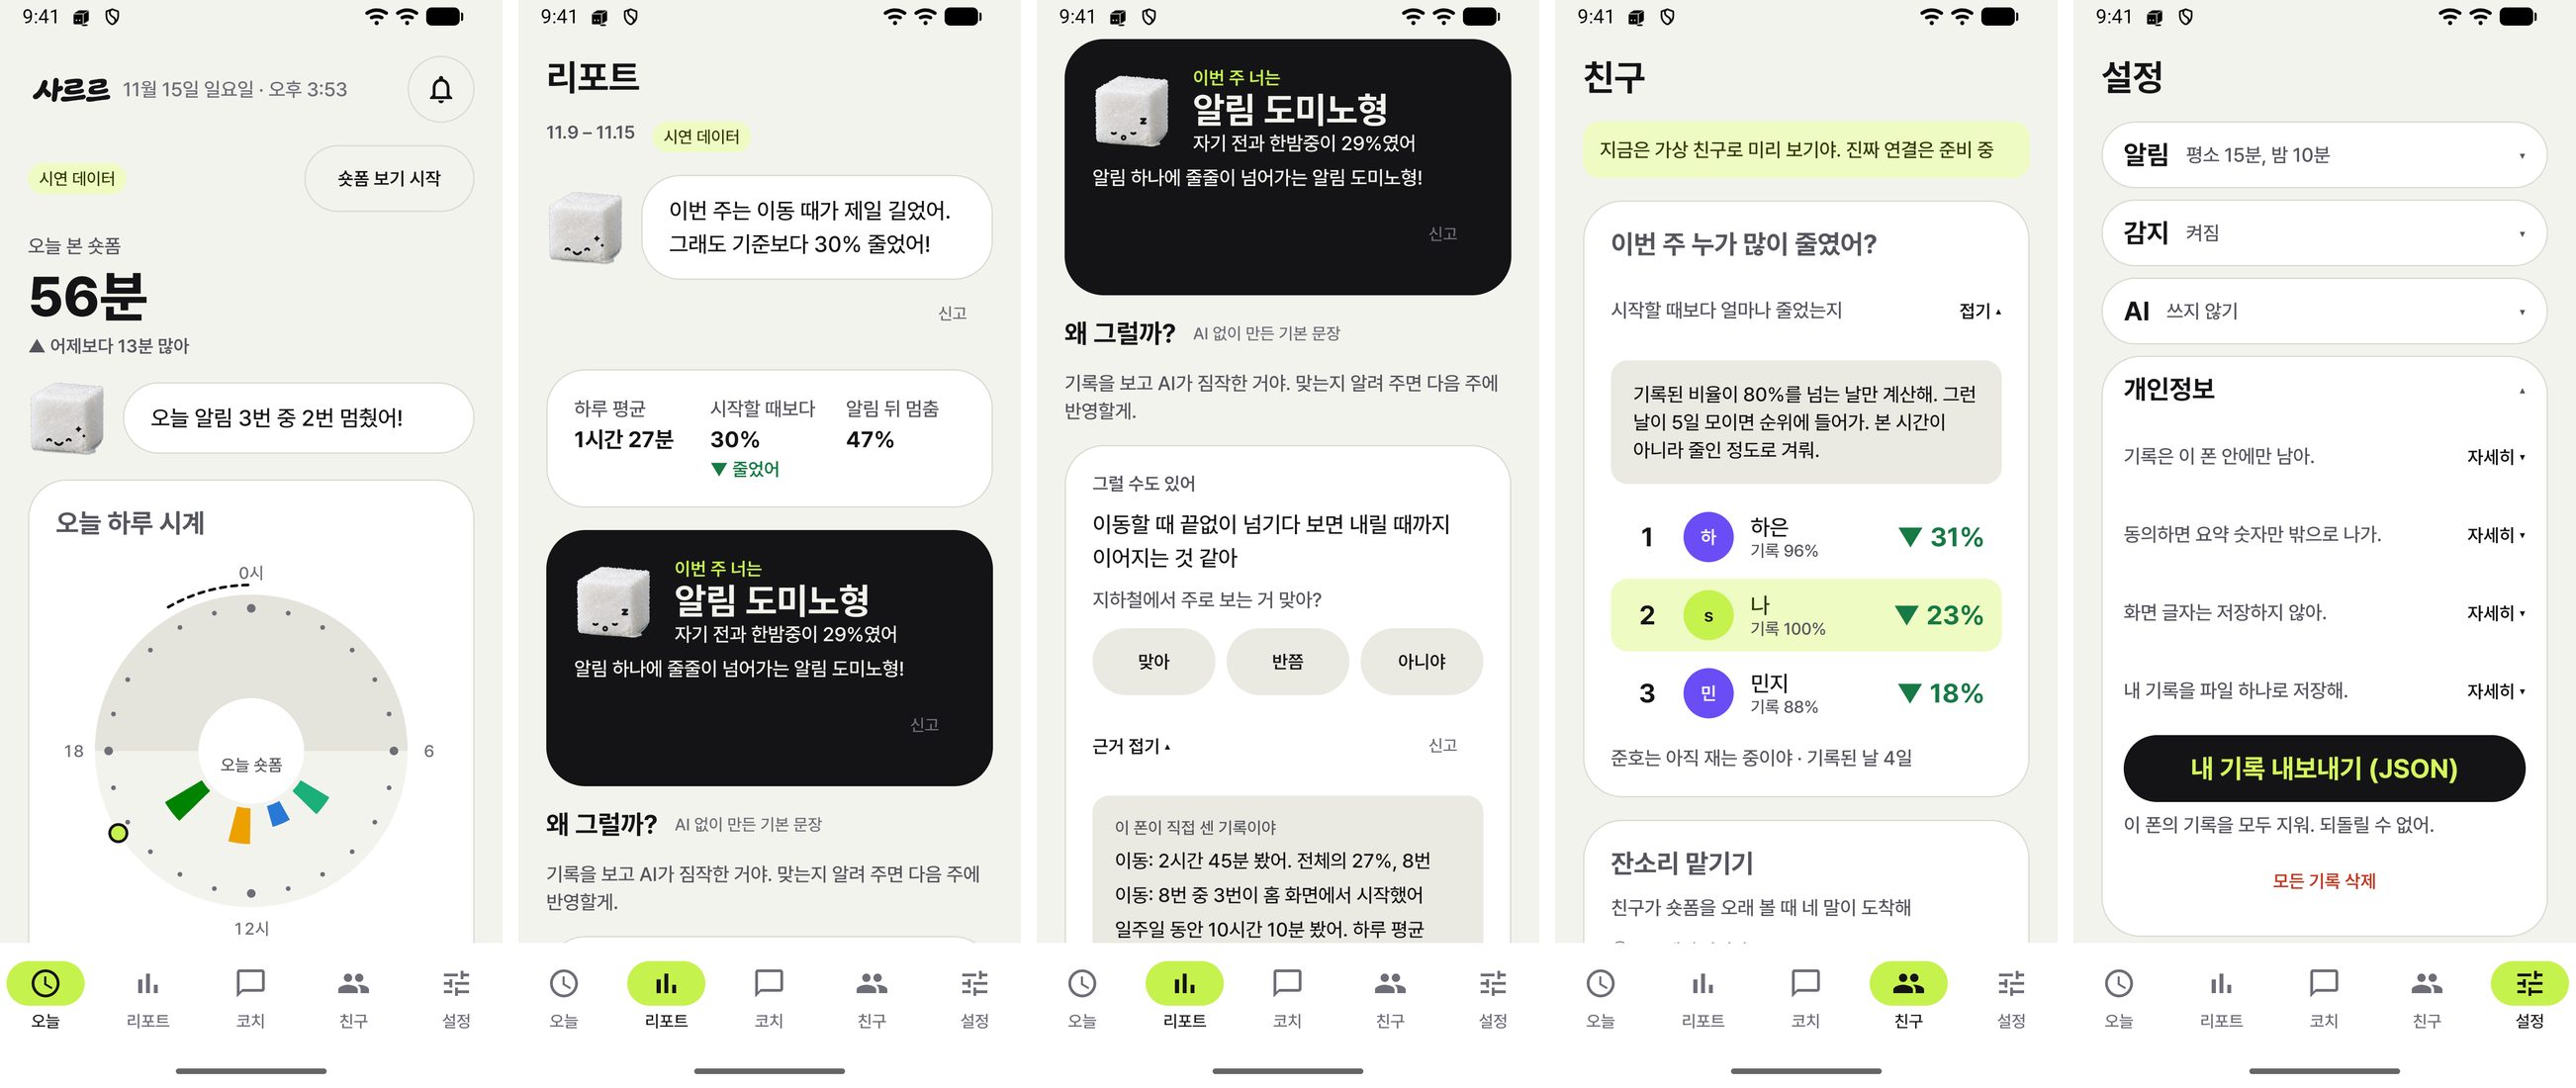 9:41
사르르 11월 15일 일요일 · 오후 3:53
시연 데이터
숏폼 보기 시작
오늘 본 숏폼
56분
▲ 어제보다 13분 많아
오늘 알림 3번 중 2번 멈췄어!
오늘 하루 시계
0시
18
오늘 숏폼
6
12시
오늘
리포트
코치
친구
설정
9:41
리포트
11.9 – 11.15
시연 데이터
이번 주는 이동 때가 제일 길었어.
그래도 기준보다 30% 줄었어!
신고
하루 평균
1시간 27분
시작할 때보다
30%
▼ 줄었어
알림 뒤 멈춤
47%
이번 주 너는
알림 도미노형
자기 전과 한밤중이 29%였어
알림 하나에 줄줄이 넘어가는 알림 도미노형!
신고
왜 그럴까? AI 없이 만든 기본 문장
기록을 보고 AI가 짐작한 거야. 맞는지 알려 주면 다음 주에
반영할게.
오늘
리포트
코치
친구
설정
9:41
z
이번 주 너는
알림 도미노형
자기 전과 한밤중이 29%였어
알림 하나에 줄줄이 넘어가는 알림 도미노형!
신고
왜 그럴까? AI 없이 만든 기본 문장
기록을 보고 AI가 짐작한 거야. 맞는지 알려 주면 다음 주에
반영할게.
그럴 수도 있어
이동할 때 끝없이 넘기다 보면 내릴 때까지
이어지는 것 같아
지하철에서 주로 보는 거 맞아?
맞아
반쯤
아니야
근거 접기 ▴
신고
이 폰이 직접 센 기록이야
이동: 2시간 45분 봤어. 전체의 27%, 8번
이동: 8번 중 3번이 홈 화면에서 시작했어
일주일 동안 10시간 10분 봤어. 하루 평균
오늘
리포트
코치
친구
설정
9:41
친구
지금은 가상 친구로 미리 보기야. 진짜 연결은 준비 중
이번 주 누가 많이 줄였어?
시작할 때보다 얼마나 줄었는지
접기 ▴
기록된 비율이 80%를 넘는 날만 계산해. 그런
날이 5일 모이면 순위에 들어가. 본 시간이
아니라 줄인 정도로 겨뤄.
1 하 하은 ▼ 31%
기록 96%
2 s 나 ▼ 23%
기록 100%
3 민 민지 ▼ 18%
기록 88%
준호는 아직 재는 중이야 · 기록된 날 4일
잔소리 맡기기
친구가 숏폼을 오래 볼 때 네 말이 도착해
오늘
리포트
코치
친구
설정
9:41
설정
알림 평소 15분, 밤 10분 ▾
감지 켜짐 ▾
AI 쓰지 않기 ▾
개인정보 ▴
기록은 이 폰 안에만 남아. 자세히 ▾
동의하면 요약 숫자만 밖으로 나가. 자세히 ▾
화면 글자는 저장하지 않아. 자세히 ▾
내 기록을 파일 하나로 저장해. 자세히 ▾
내 기록 내보내기 (JSON)
이 폰의 기록을 모두 지워. 되돌릴 수 없어.
모든 기록 삭제
오늘
리포트
코치
친구
설정